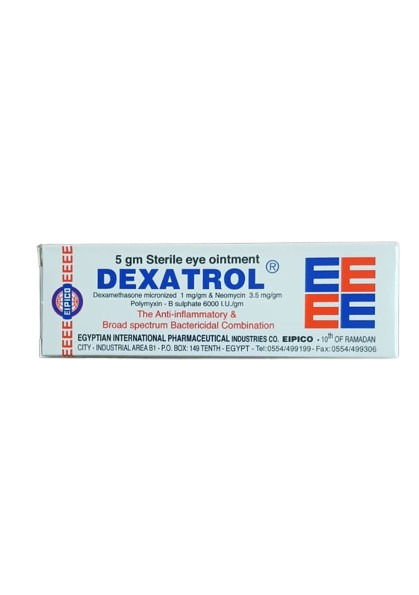 5 gm Sterile eye ointment
DEXATROL®
Dexamethasone micronized 1 mg/gm & Neomycin 3.5 mg/gm
Polymyxin - B sulphate 6000 I.U./gm
The Anti-inflammatory &
Broad spectrum Bactericidal Combination
EGYPTIAN INTERNATIONAL PHARMACEUTICAL INDUSTRIES CO. EIPICO - 10th OF RAMADAN
CITY - INDUSTRIAL AREA B1 - P.O. BOX: 149 TENTH - EGYPT - Tel: 0554/499199 - Fax: 0554/499306
EIPICO
EEEE
EEEE
EE
EE